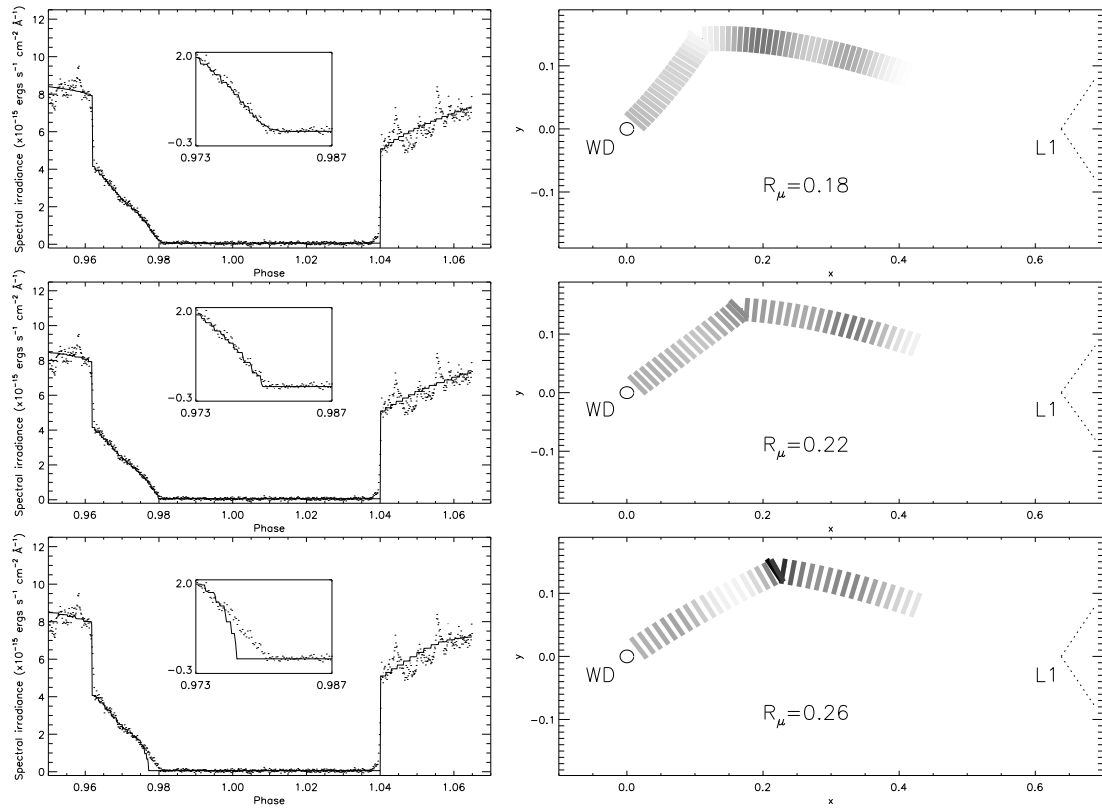 Spectral irradiance (x10⁻¹⁵ ergs s⁻¹ cm⁻² Å⁻¹)
12
10
8
6
4
2
0
2.0
−0.3
0.973 0.987
0.96 0.98 1.00 1.02 1.04 1.06
Phase
y
0.1
0.0
−0.1
WD
L1
Rμ=0.18
0.0 0.2 0.4 0.6
x
Spectral irradiance (x10⁻¹⁵ ergs s⁻¹ cm⁻² Å⁻¹)
12
10
8
6
4
2
0
2.0
−0.3
0.973 0.987
0.96 0.98 1.00 1.02 1.04 1.06
Phase
y
0.1
0.0
−0.1
WD
L1
Rμ=0.22
0.0 0.2 0.4 0.6
x
Spectral irradiance (x10⁻¹⁵ ergs s⁻¹ cm⁻² Å⁻¹)
12
10
8
6
4
2
0
2.0
−0.3
0.973 0.987
0.96 0.98 1.00 1.02 1.04 1.06
Phase
y
0.1
0.0
−0.1
WD
L1
Rμ=0.26
0.0 0.2 0.4 0.6
x